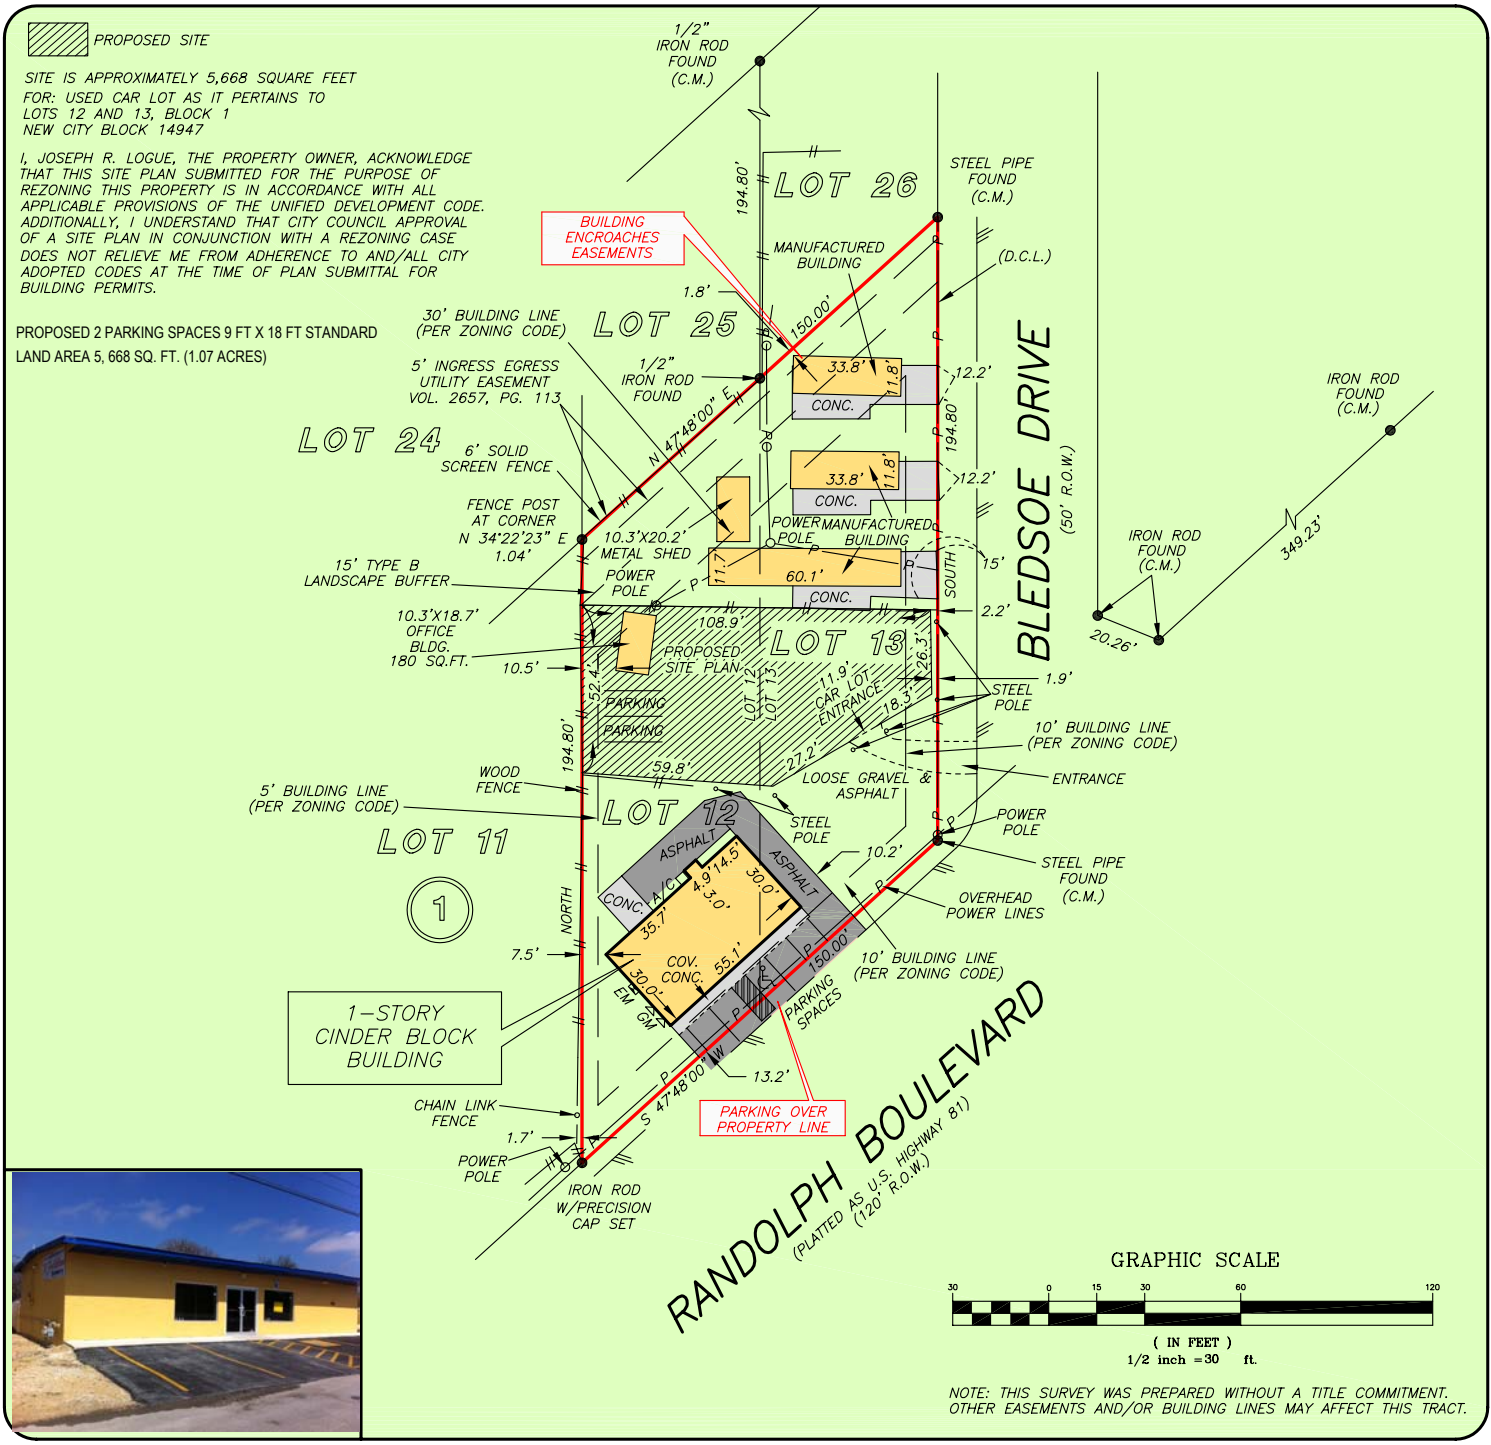 PROPOSED SITE
SITE IS APPROXIMATELY 5,668 SQUARE FEET
FOR: USED CAR LOT AS IT PERTAINS TO
LOTS 12 AND 13, BLOCK 1
NEW CITY BLOCK 14947
I, JOSEPH R. LOGUE, THE PROPERTY OWNER, ACKNOWLEDGE
THAT THIS SITE PLAN SUBMITTED FOR THE PURPOSE OF
REZONING THIS PROPERTY IS IN ACCORDANCE WITH ALL
APPLICABLE PROVISIONS OF THE UNIFIED DEVELOPMENT CODE.
ADDITIONALLY, I UNDERSTAND THAT CITY COUNCIL APPROVAL
OF A SITE PLAN IN CONJUNCTION WITH A REZONING CASE
DOES NOT RELIEVE ME FROM ADHERENCE TO AND/ALL CITY
ADOPTED CODES AT THE TIME OF PLAN SUBMITTAL FOR
BUILDING PERMITS.
PROPOSED 2 PARKING SPACES 9 FT X 18 FT STANDARD
LAND AREA 5, 668 SQ. FT. (1.07 ACRES)
1/2"
IRON ROD
FOUND
(C.M.)
194.80'
LOT 26
STEEL PIPE
FOUND
(C.M.)
BUILDING
ENCROACHES
EASEMENTS
MANUFACTURED
BUILDING
(D.C.L.)
1.8'
150.00'
30' BUILDING LINE
(PER ZONING CODE)
LOT 25
5' INGRESS EGRESS
UTILITY EASEMENT
VOL. 2657, PG. 113
1/2"
IRON ROD
FOUND
33.8'
11.8'
CONC.
12.2'
194.80'
BLEDSOE DRIVE
(50' R.O.W.)
IRON ROD
FOUND
(C.M.)
LOT 24
N 47°48'00" E
6' SOLID
SCREEN FENCE
33.8'
11.8'
CONC.
12.2'
FENCE POST
AT CORNER
N 34°22'23" E
1.04'
10.3'X20.2'
METAL SHED
POWER
POLE
MANUFACTURED
BUILDING
IRON ROD
FOUND
(C.M.)
349.23'
15' TYPE B
LANDSCAPE BUFFER
POWER
POLE
11.7'
60.1'
CONC.
P
P
SOUTH
15'
2.2'
20.26'
10.3'X18.7'
OFFICE
BLDG.
180 SQ.FT.
10.5'
108.9'
PROPOSED
SITE PLAN
LOT 13
26.3'
52.4'
PARKING
PARKING
LOT 12
LOT 13
11.9'
CAR LOT
ENTRANCE
18.3'
1.9'
STEEL
POLE
194.80'
27.2'
10' BUILDING LINE
(PER ZONING CODE)
WOOD
FENCE
59.8'
LOOSE GRAVEL &
ASPHALT
ENTRANCE
5' BUILDING LINE
(PER ZONING CODE)
LOT 12
STEEL
POLE
POWER
POLE
LOT 11
ASPHALT
ASPHALT
10.2'
STEEL PIPE
FOUND
(C.M.)
1
NORTH
CONC.
A/C
4.9'
14.5'
3.0'
30.0'
35.7'
OVERHEAD
POWER LINES
7.5'
COV.
CONC.
55.1'
30.0'
EM
GM
150.00'
10' BUILDING LINE
(PER ZONING CODE)
1-STORY
CINDER BLOCK
BUILDING
PARKING
SPACES
13.2'
S 47°48'00" W
CHAIN LINK
FENCE
PARKING OVER
PROPERTY LINE
1.7'
POWER
POLE
IRON ROD
W/PRECISION
CAP SET
RANDOLPH BOULEVARD
(PLATTED AS U.S. HIGHWAY 81)
(120' R.O.W.)
GRAPHIC SCALE
30 0 15 30 60 120
( IN FEET )
1/2 inch =30 ft.
NOTE: THIS SURVEY WAS PREPARED WITHOUT A TITLE COMMITMENT.
OTHER EASEMENTS AND/OR BUILDING LINES MAY AFFECT THIS TRACT.